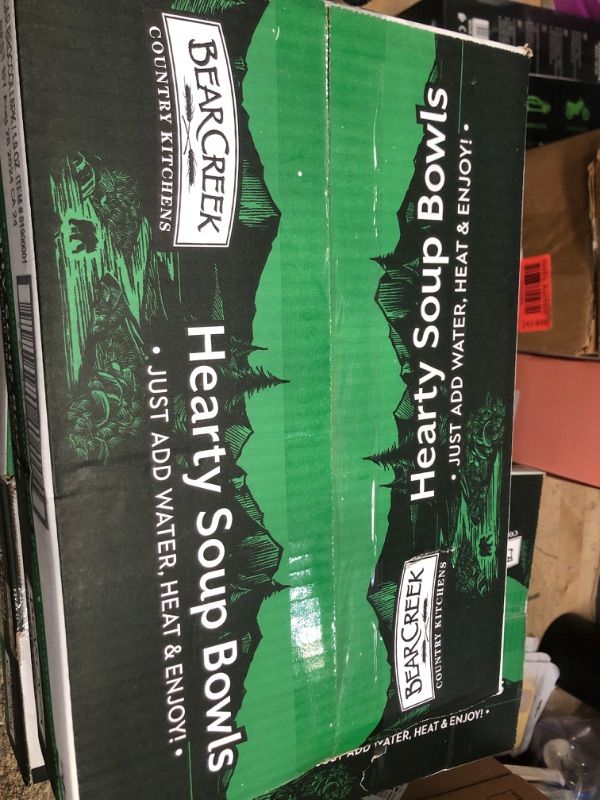 BEAR CREEK
COUNTRY KITCHENS
Hearty Soup Bowls
• JUST ADD WATER, HEAT & ENJOY! •
Hearty Soup Bowls
• JUST ADD WATER, HEAT & ENJOY! •
BEAR CREEK
COUNTRY KITCHENS
WATER, HEAT & ENJOY! •
ITEM #